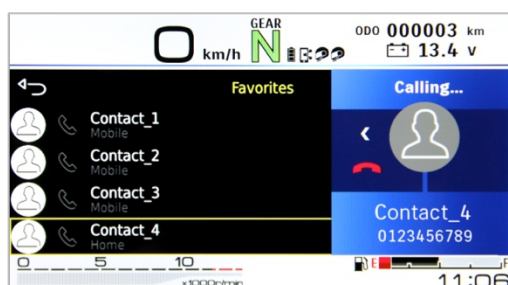 GEAR
0 km/h N
ODO 000003 km
13.4 V
Favorites
Contact_1
Mobile
Contact_2
Mobile
Contact_3
Mobile
Contact_4
Home
Calling...
Contact_4
0123456789
0 5 10
×1000r/min
E F
11:06